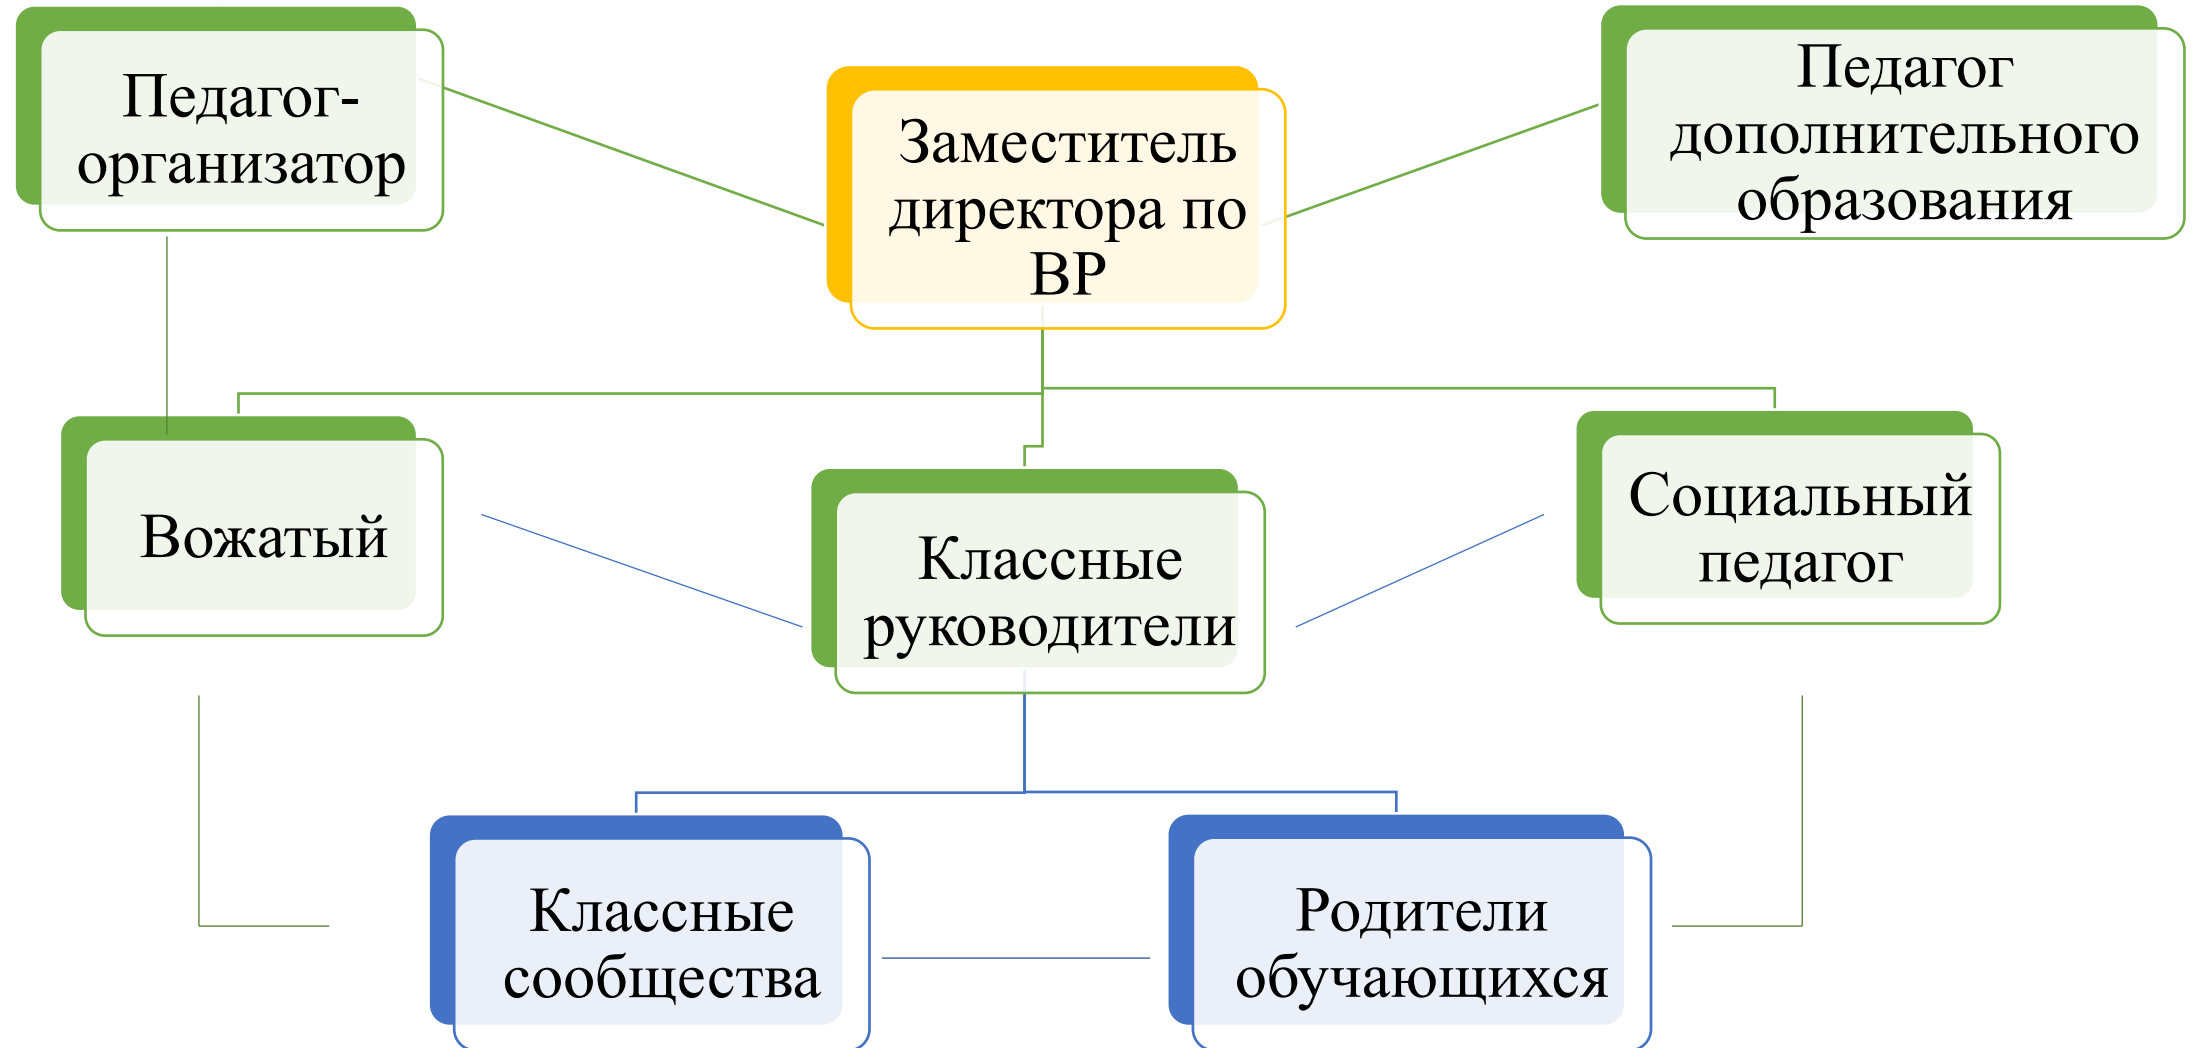 Педагог-
организатор
Заместитель
директора по
ВР
Педагог
дополнительного
образования
Вожатый
Классные
руководители
Социальный
педагог
Классные
сообщества
Родители
обучающихся